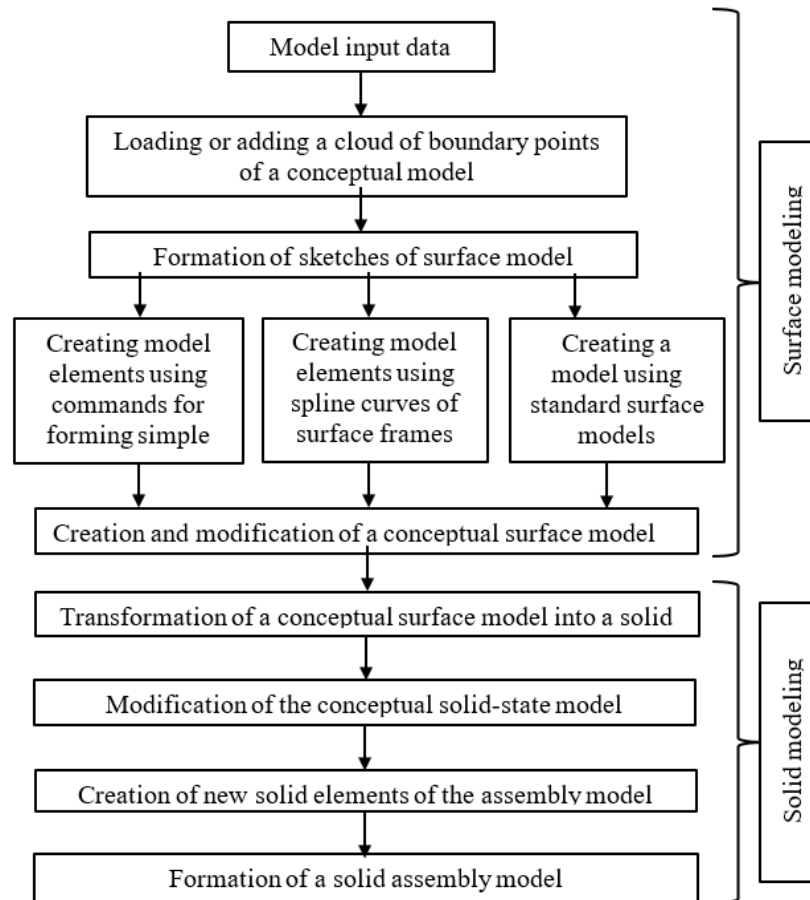 Model input data
Loading or adding a cloud of boundary points
of a conceptual model
Formation of sketches of surface model
Creating model
elements using
commands for
forming simple
Creating model
elements using
spline curves of
surface frames
Creating a
model using
standard surface
models
Creation and modification of a conceptual surface model
Surface modeling
Transformation of a conceptual surface model into a solid
Modification of the conceptual solid-state model
Creation of new solid elements of the assembly model
Formation of a solid assembly model
Solid modeling